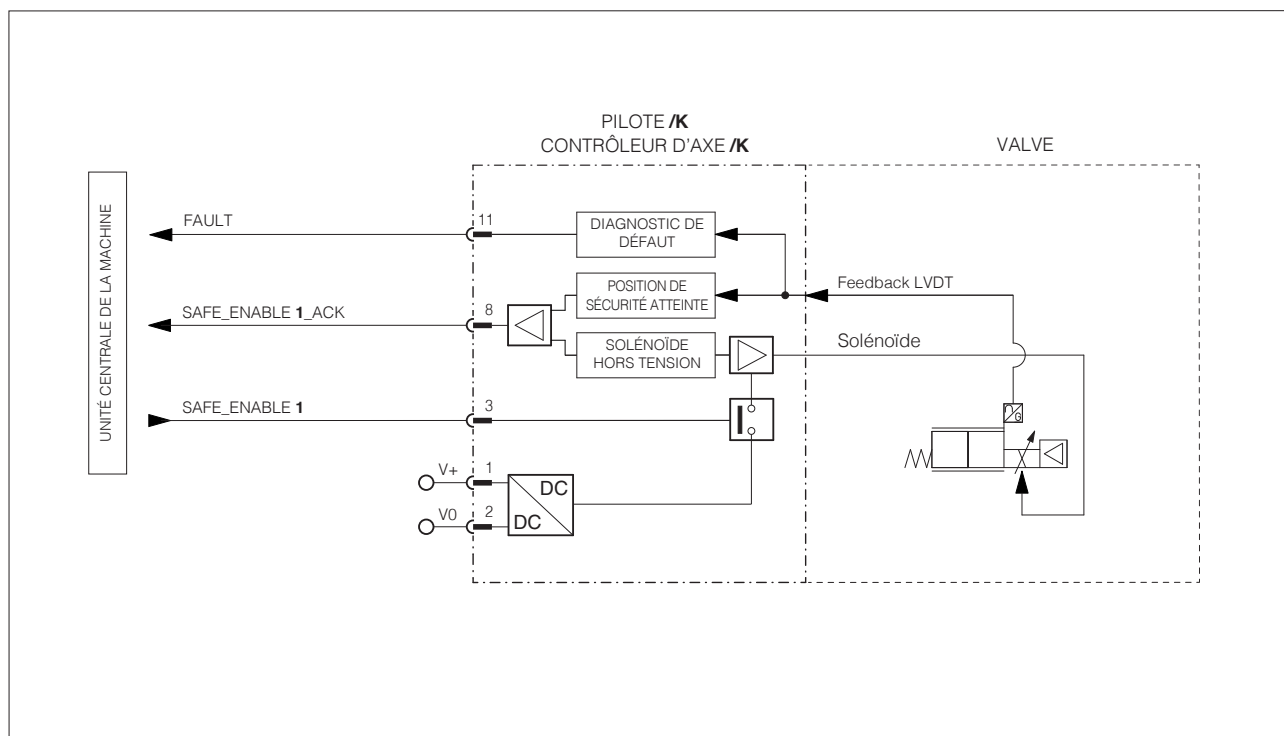 PILOTE /K
CONTRÔLEUR D'AXE /K
VALVE
UNITÉ CENTRALE DE LA MACHINE
FAULT
11
DIAGNOSTIC DE
DÉFAUT
SAFE_ENABLE 1_ACK
8
POSITION DE
SÉCURITÉ ATTEINTE
Feedback LVDT
SOLÉNOÏDE
HORS TENSION
Solénoïde
SAFE_ENABLE 1
3
V+
1
DC
DC
V0
2
G